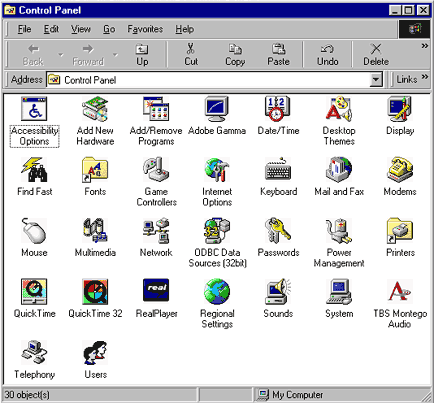 Control Panel
File Edit View Go Favorites Help
Back Forward Up Cut Copy Paste Undo Delete
Address Control Panel Links
Accessibility Options
Add New Hardware
Add/Remove Programs
Adobe Gamma
Date/Time
Desktop Themes
Display
Find Fast
Fonts
Game Controllers
Internet Options
Keyboard
Mail and Fax
Modems
Mouse
Multimedia
Network
ODBC Data Sources (32bit)
Passwords
Power Management
Printers
QuickTime
QuickTime 32
real
RealPlayer
Regional Settings
Sounds
System
TBS Montego Audio
Telephony
Users
30 object(s) My Computer